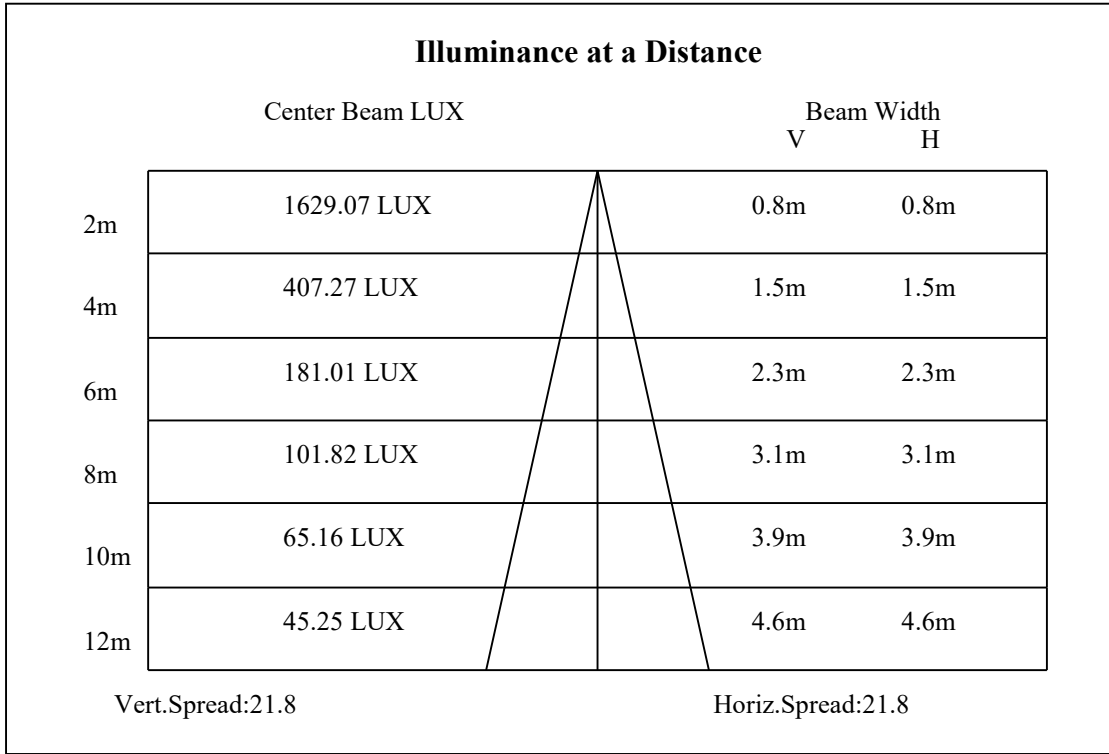 Illuminance at a Distance
Center Beam LUX Beam Width
V H
2m 1629.07 LUX 0.8m 0.8m
4m 407.27 LUX 1.5m 1.5m
6m 181.01 LUX 2.3m 2.3m
8m 101.82 LUX 3.1m 3.1m
10m 65.16 LUX 3.9m 3.9m
12m 45.25 LUX 4.6m 4.6m
Vert.Spread:21.8 Horiz.Spread:21.8